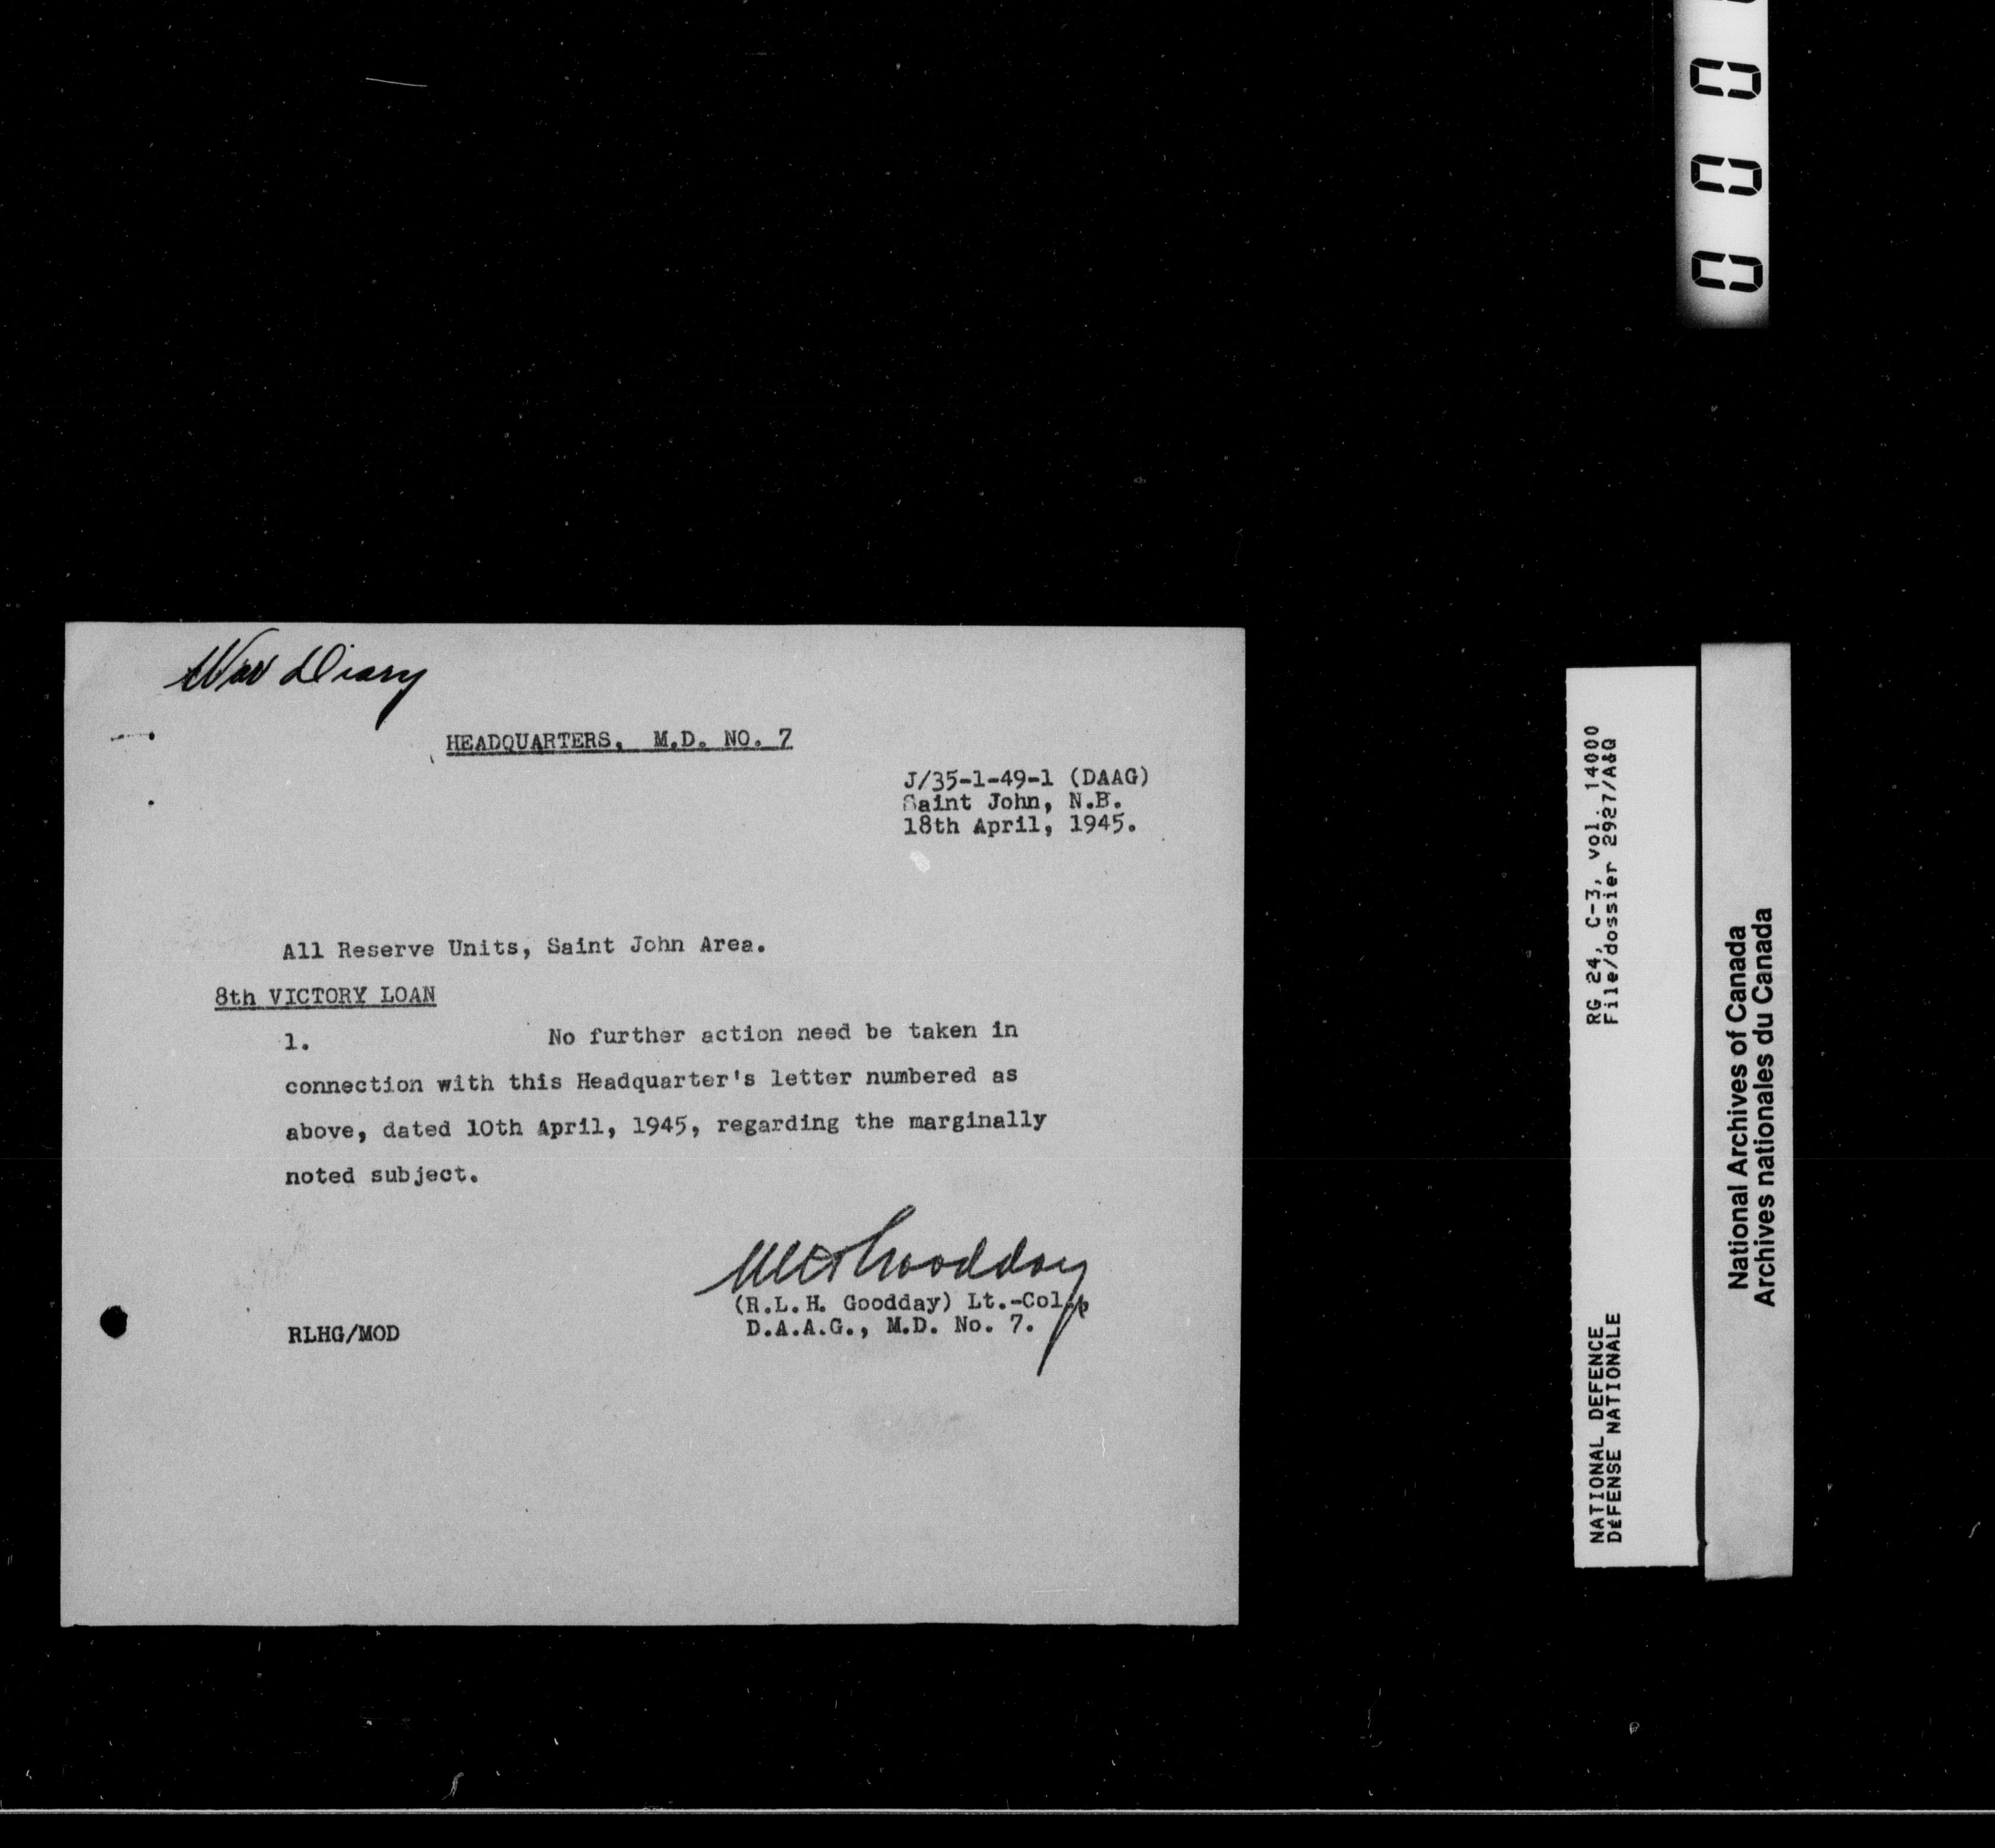 War Diary
HEADQUARTERS, M.D. NO. 7
J/35-1-49-1 (DAAG)
Saint John, N.B.
18th April, 1945.
All Reserve Units, Saint John Area.
8th VICTORY LOAN
1. No further action need be taken in
connection with this Headquarter's letter numbered as
above, dated 10th April, 1945, regarding the marginally
noted subject.
(R.L.H. Goodday) Lt.-Col.,
D.A.A.G., M.D. No. 7.
RLHG/MOD
RG 24, C-3, vol. 14000
File/dossier 2927/A&Q
NATIONAL DEFENCE
DÉFENSE NATIONALE
National Archives of Canada
Archives nationales du Canada
0 0 0